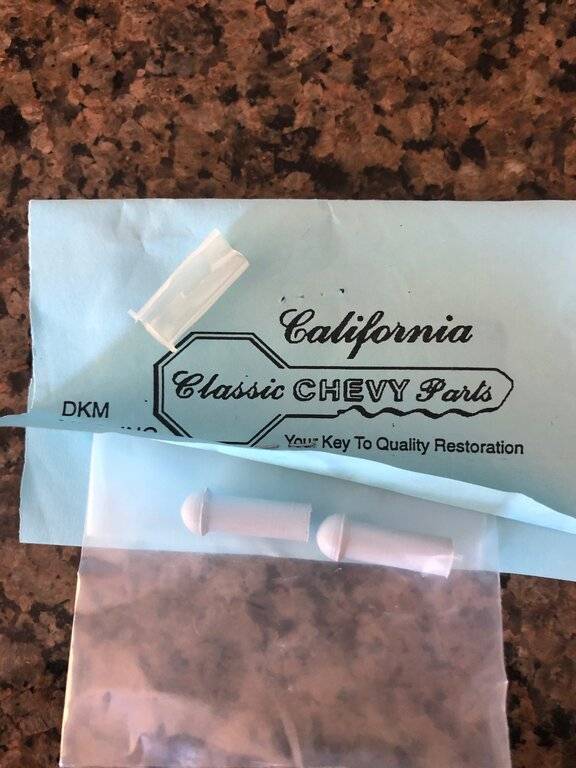 California
Classic CHEVY Parts
DKM
Your Key To Quality Restoration